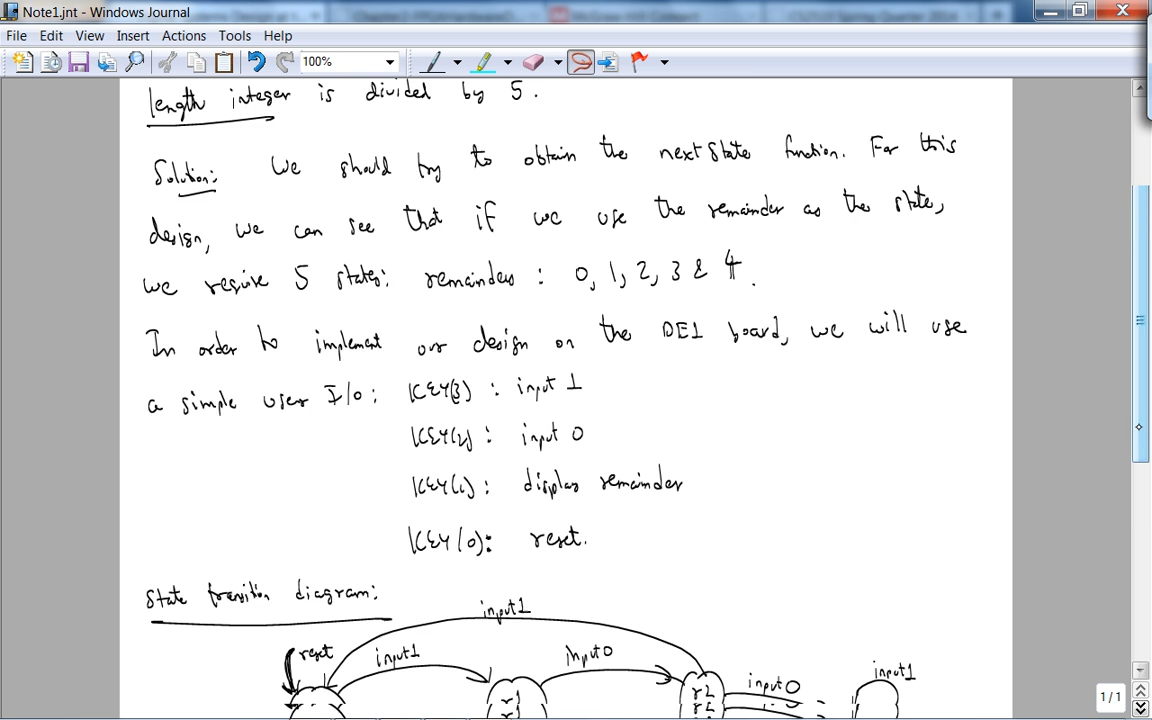 Note1.jnt - Windows Journal
File Edit View Insert Actions Tools Help
100%
length integer is divided by 5.
Solution: We should try to obtain the next state function. For this
design, we can see that if we use the remainder as the state,
we require 5 states: remainders : 0, 1, 2, 3 & 4.
In order to implement our design on the DE1 board, we will use
a simple user I/O: KEY(3) : input 1
KEY(2) : input 0
KEY(1) : display remainder
KEY(0): reset.
State transition diagram:
input1
reset input1 input0 input0 input1
r1 r2
1/1